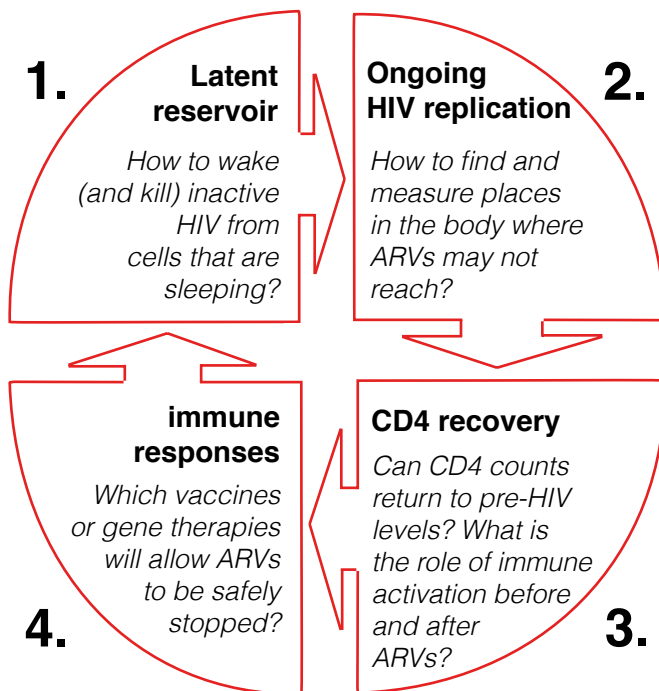 1.
Latent
reservoir
How to wake
(and kill) inactive
HIV from
cells that are
sleeping?
2.
Ongoing
HIV replication
How to find and
measure places
in the body where
ARVs may not
reach?
CD4 recovery
Can CD4 counts
return to pre-HIV
levels? What is
the role of immune
activation before
and after
ARVs?
3.
immune
responses
Which vaccines
or gene therapies
will allow ARVs
to be safely
stopped?
4.